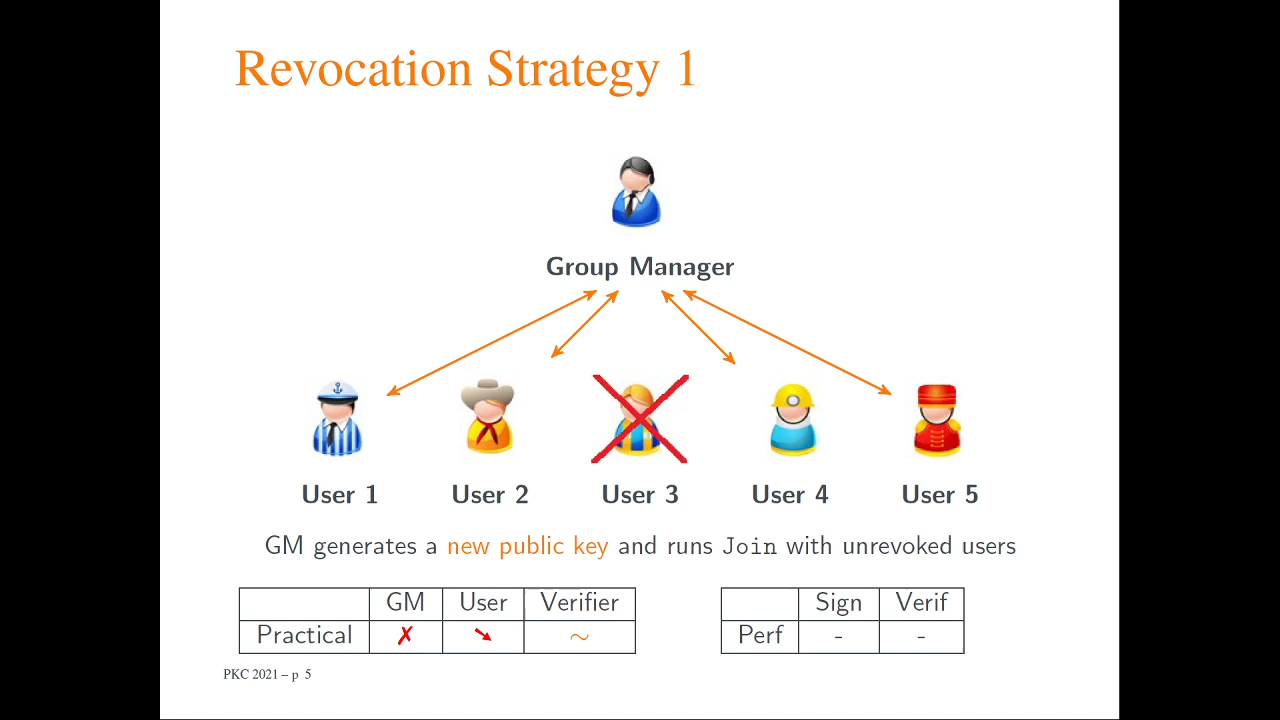 Revocation Strategy 1
Group Manager
User 1 User 2 User 3 User 4 User 5
GM generates a new public key and runs Join with unrevoked users
GM User Verifier
Practical ✗ ➘ ~
Sign Verif
Perf - -
PKC 2021 – p 5